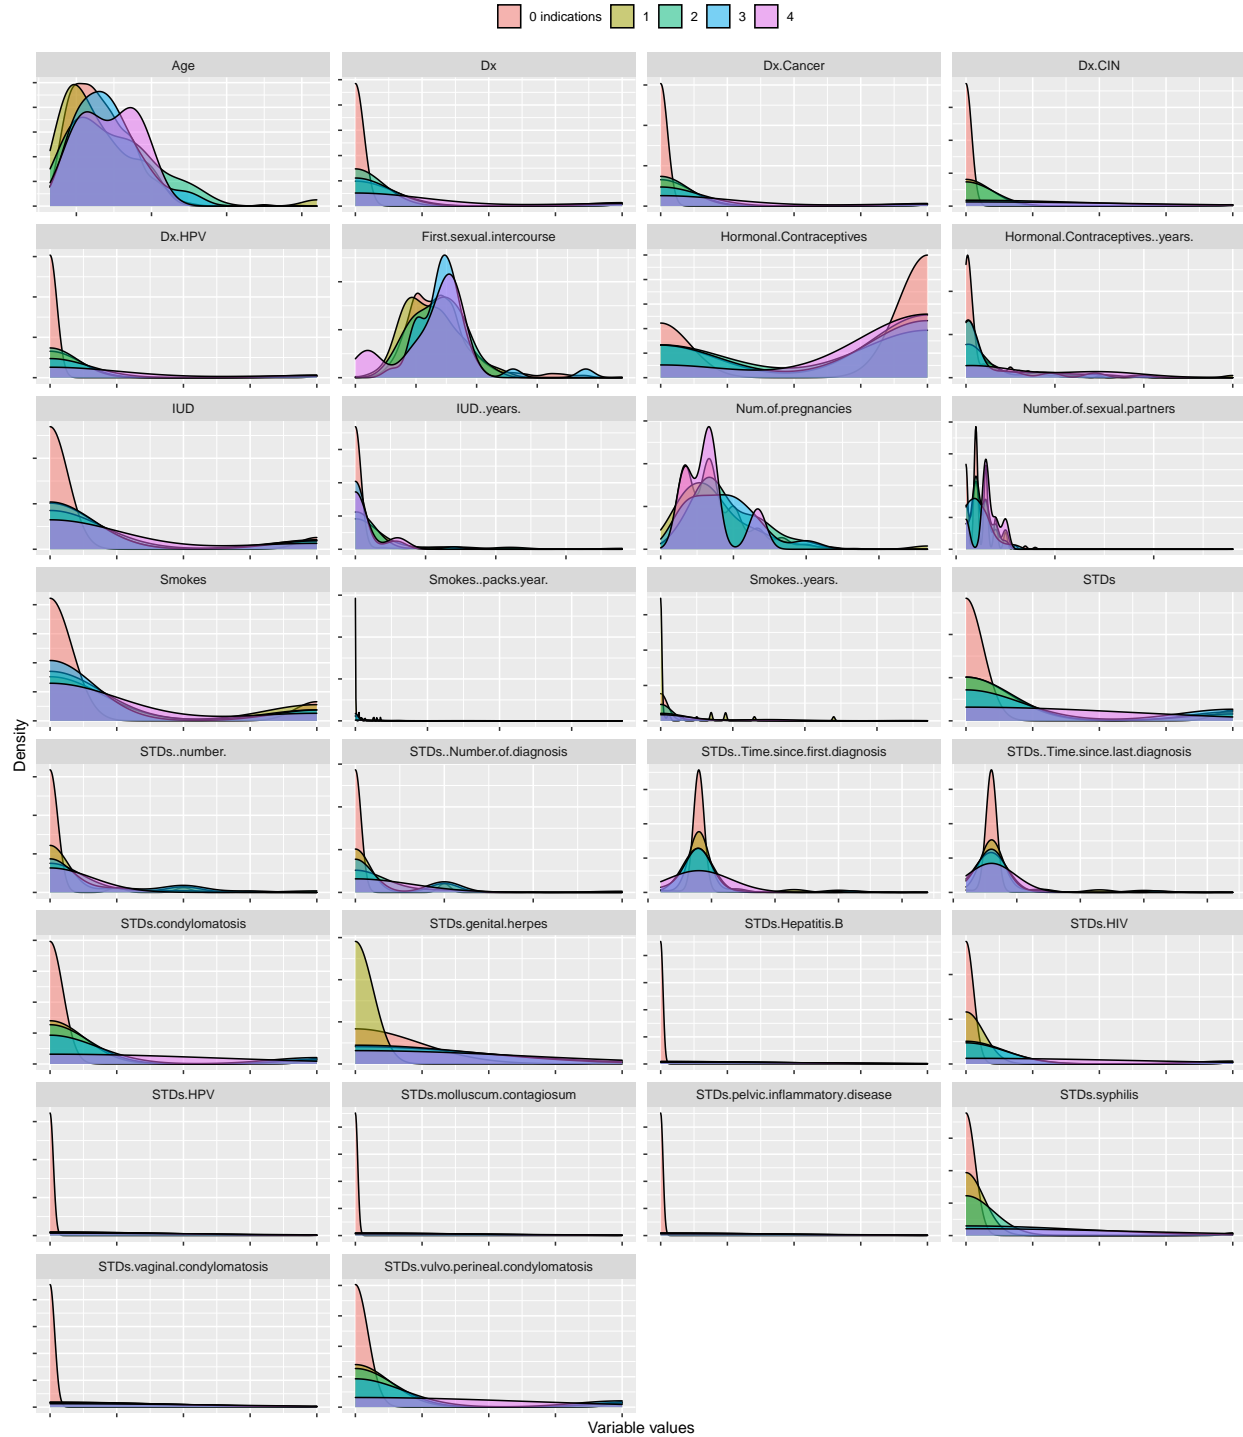 0 indications 1 2 3 4
Age Dx Dx.Cancer Dx.CIN
Dx.HPV First.sexual.intercourse Hormonal.Contraceptives Hormonal.Contraceptives..years.
IUD IUD..years. Num.of.pregnancies Number.of.sexual.partners
Smokes Smokes..packs.year. Smokes..years. STDs
Density
STDs..number. STDs..Number.of.diagnosis STDs..Time.since.first.diagnosis STDs..Time.since.last.diagnosis
STDs.condylomatosis STDs.genital.herpes STDs.Hepatitis.B STDs.HIV
STDs.HPV STDs.molluscum.contagiosum STDs.pelvic.inflammatory.disease STDs.syphilis
STDs.vaginal.condylomatosis STDs.vulvo.perineal.condylomatosis
Variable values